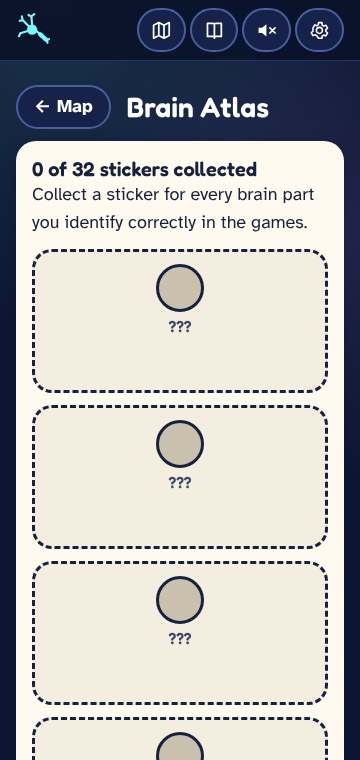 ← Map
Brain Atlas
0 of 32 stickers collected
Collect a sticker for every brain part
you identify correctly in the games.
???
???
???